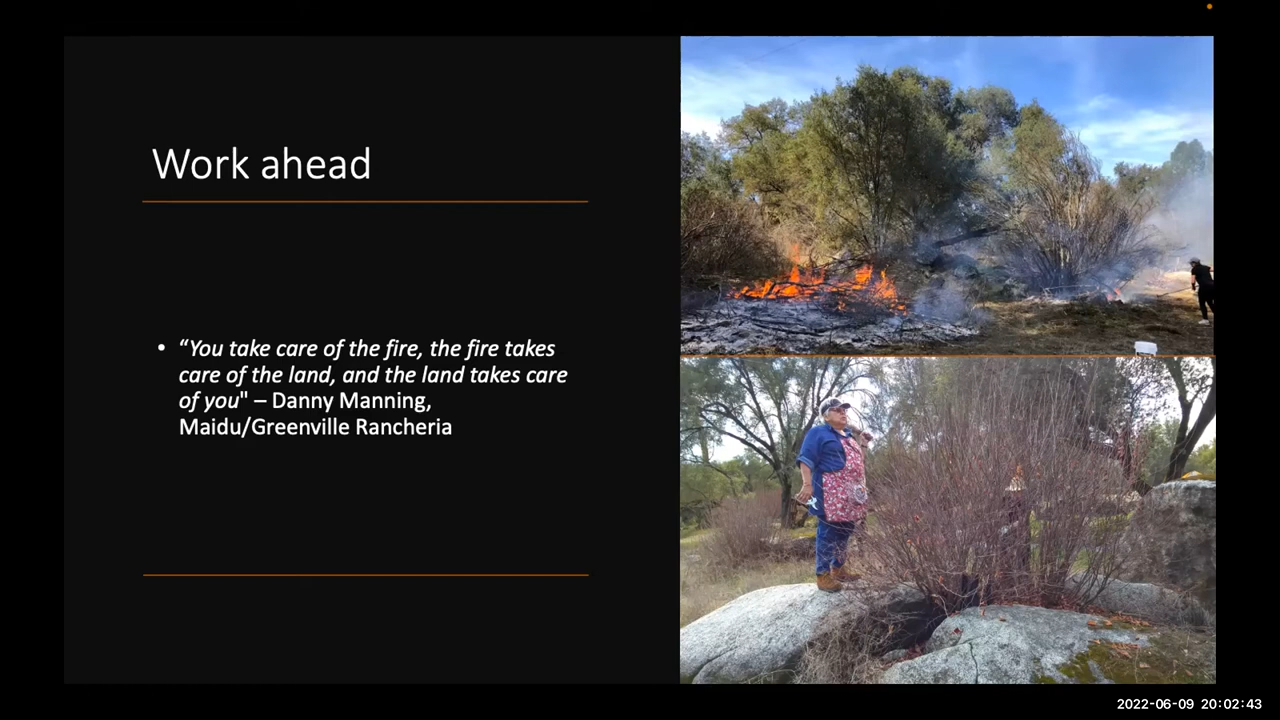 Work ahead
• “You take care of the fire, the fire takes
care of the land, and the land takes care
of you" – Danny Manning,
Maidu/Greenville Rancheria
2022-06-09 20:02:43